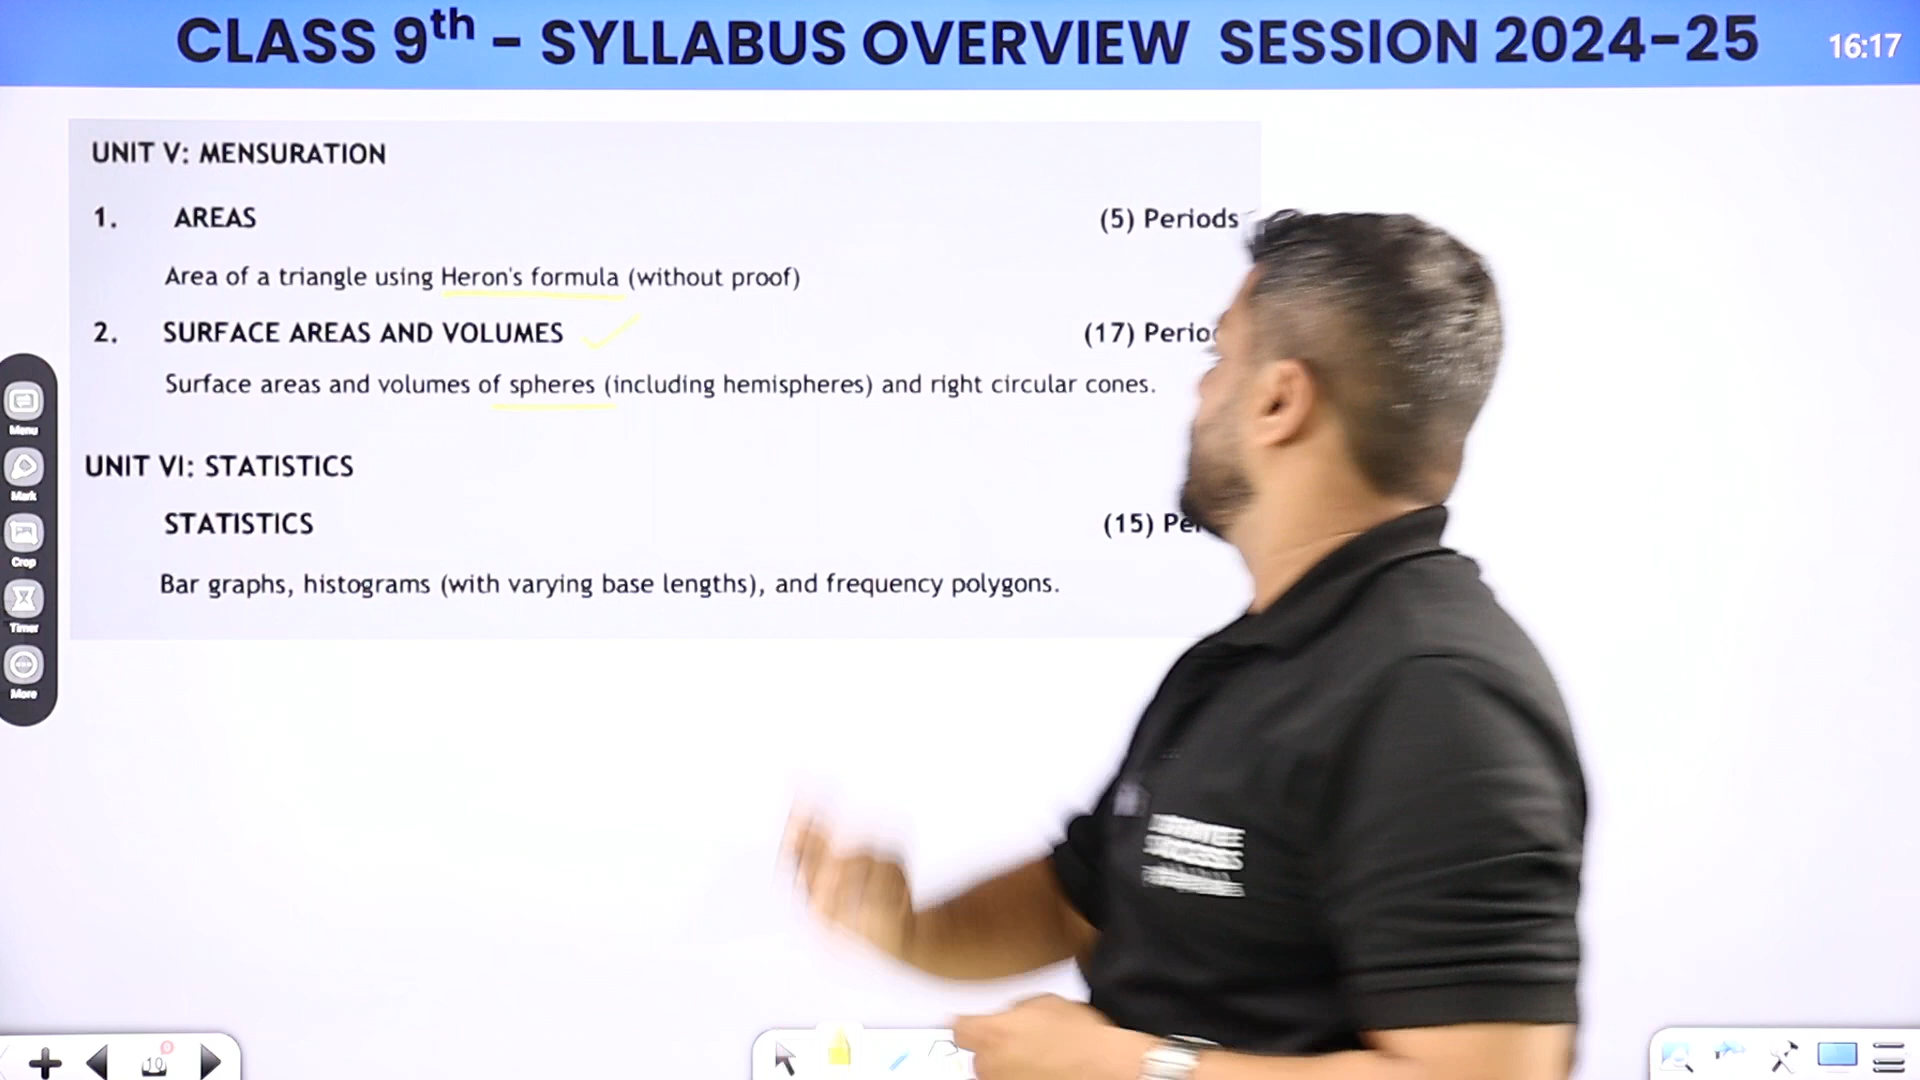 CLASS 9th - SYLLABUS OVERVIEW SESSION 2024-25
16:17
UNIT V: MENSURATION
1. AREAS (5) Periods
Area of a triangle using Heron's formula (without proof)
2. SURFACE AREAS AND VOLUMES (17)
Surface areas and volumes of spheres (including hemispheres) and right circular cones.
UNIT VI: STATISTICS
STATISTICS (15)
Bar graphs, histograms (with varying base lengths), and frequency polygons.
Menu
Mark
Crop
Timer
More
10